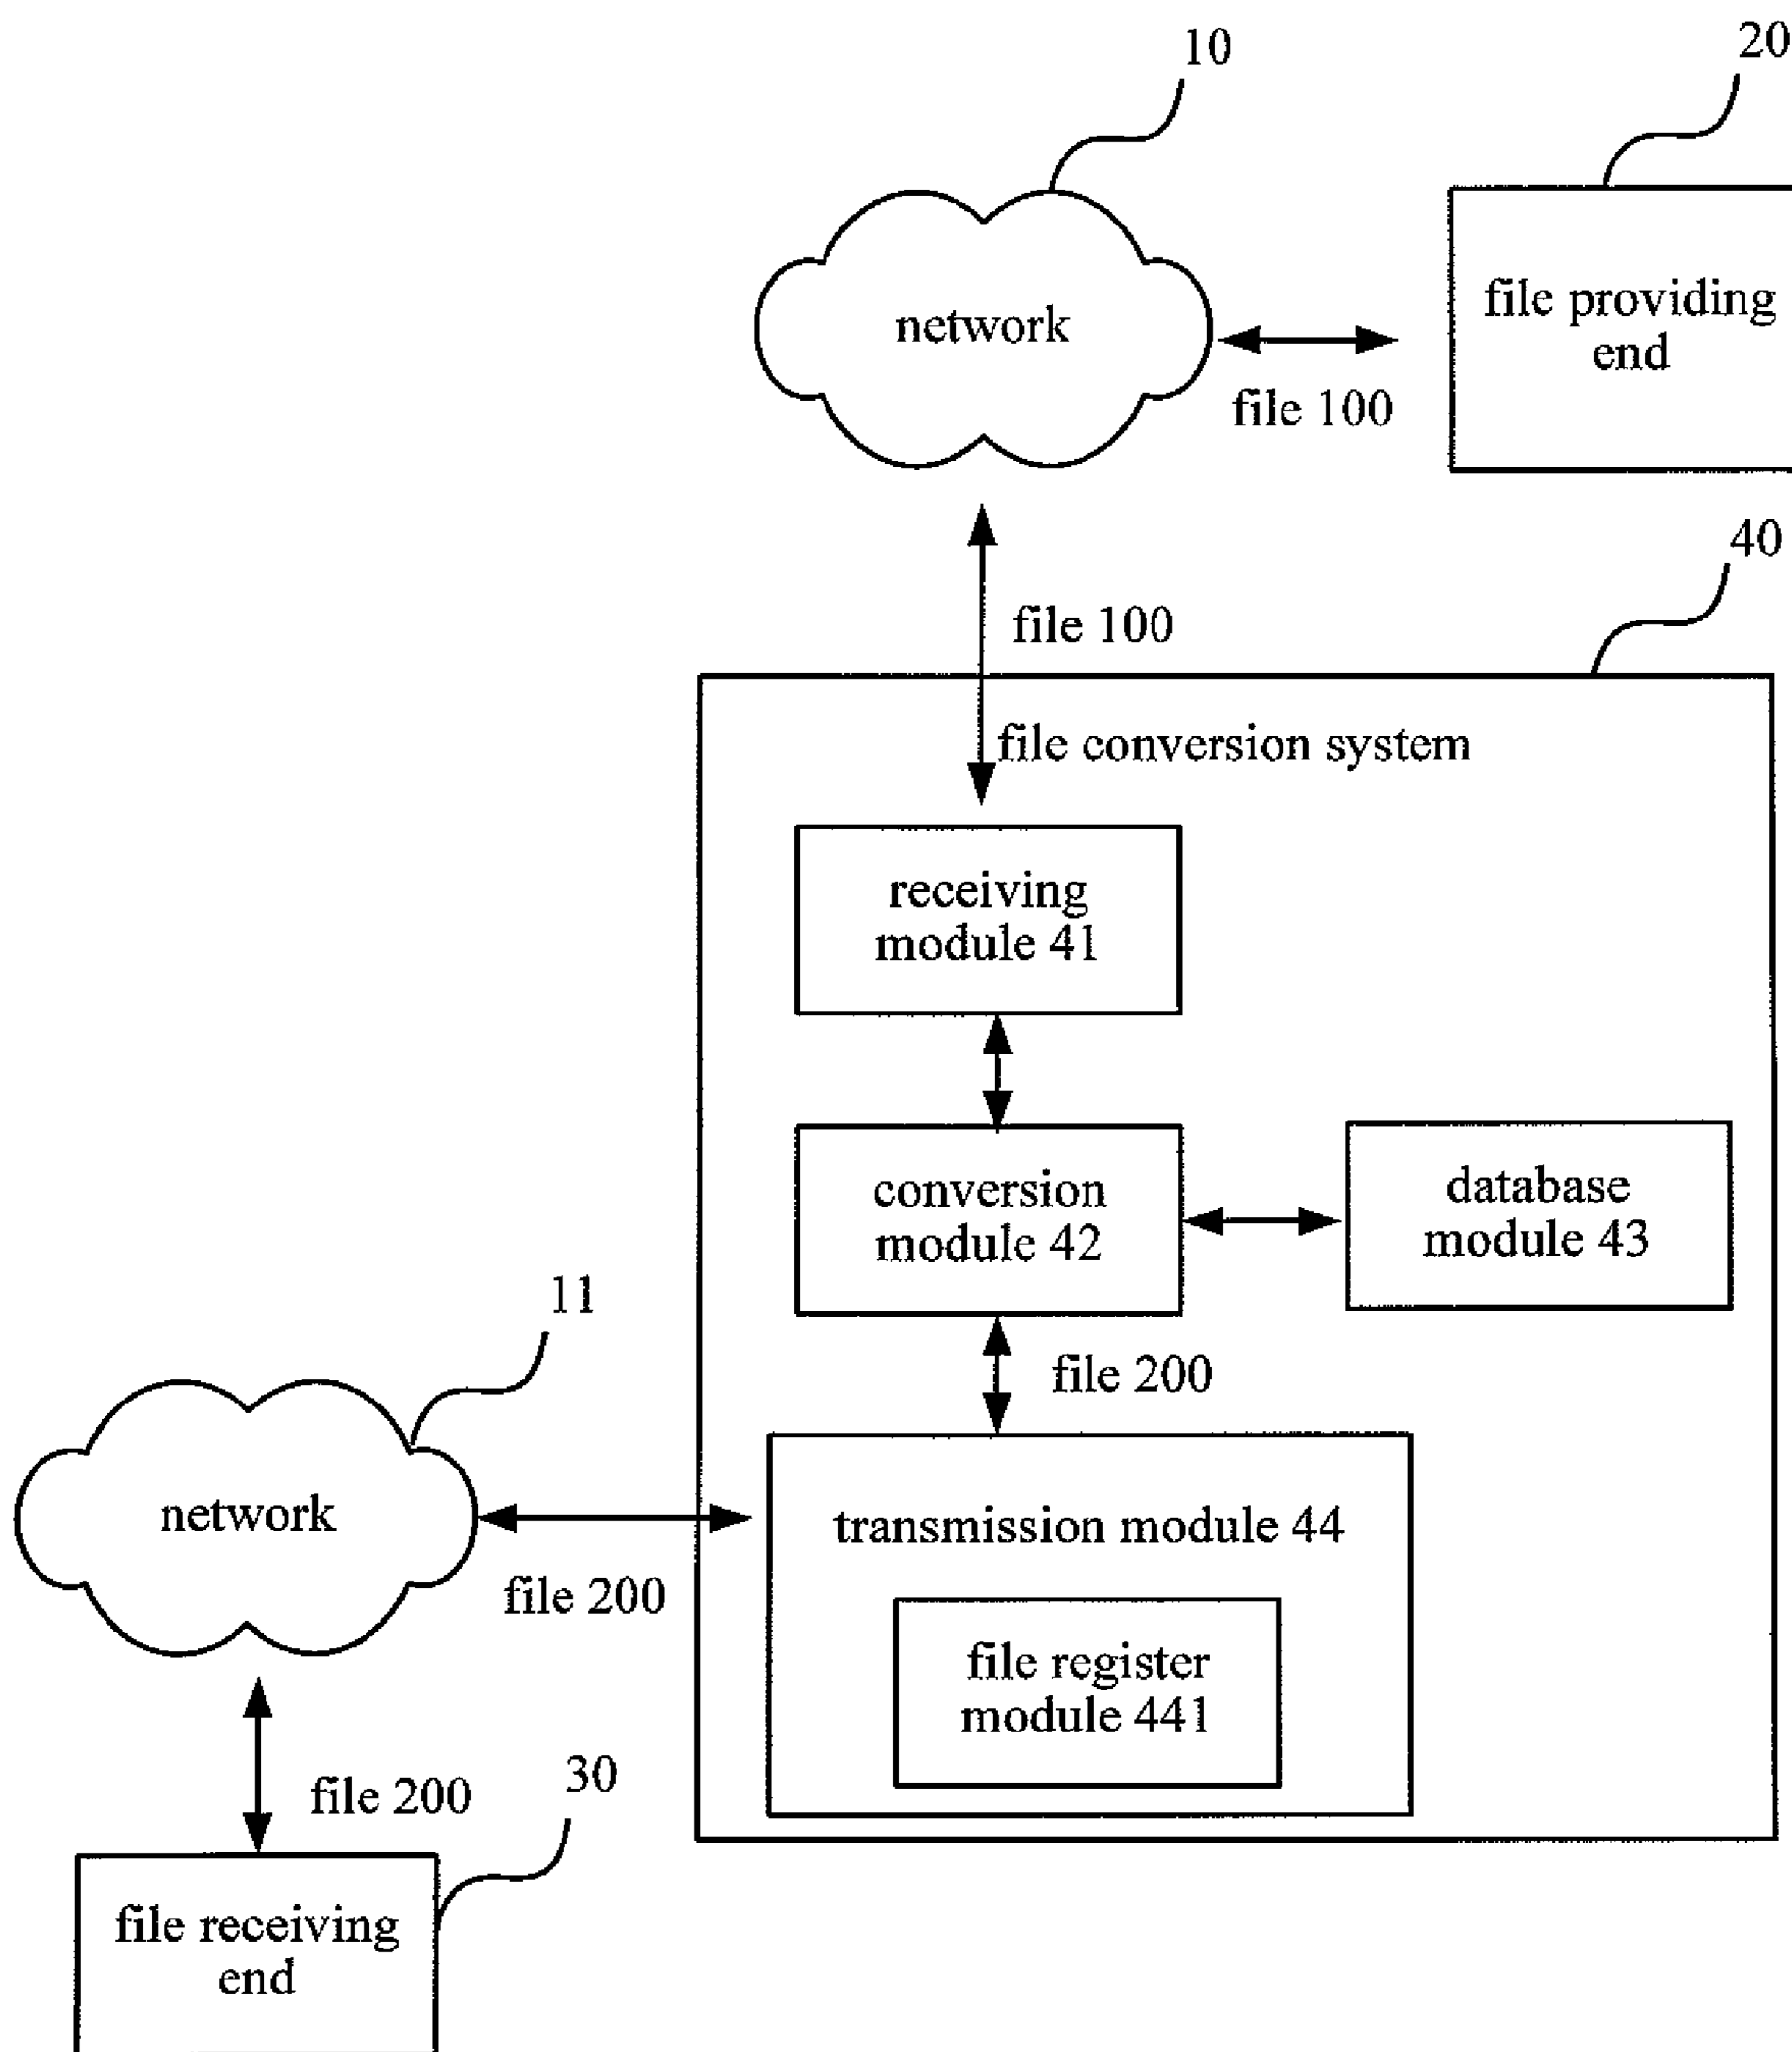 10
20
network
file providing
end
file 100
40
file 100
file conversion system
receiving
module 41
conversion
module 42
database
module 43
11
file 200
network
transmission module 44
file 200
file register
module 441
30
file 200
file receiving
end